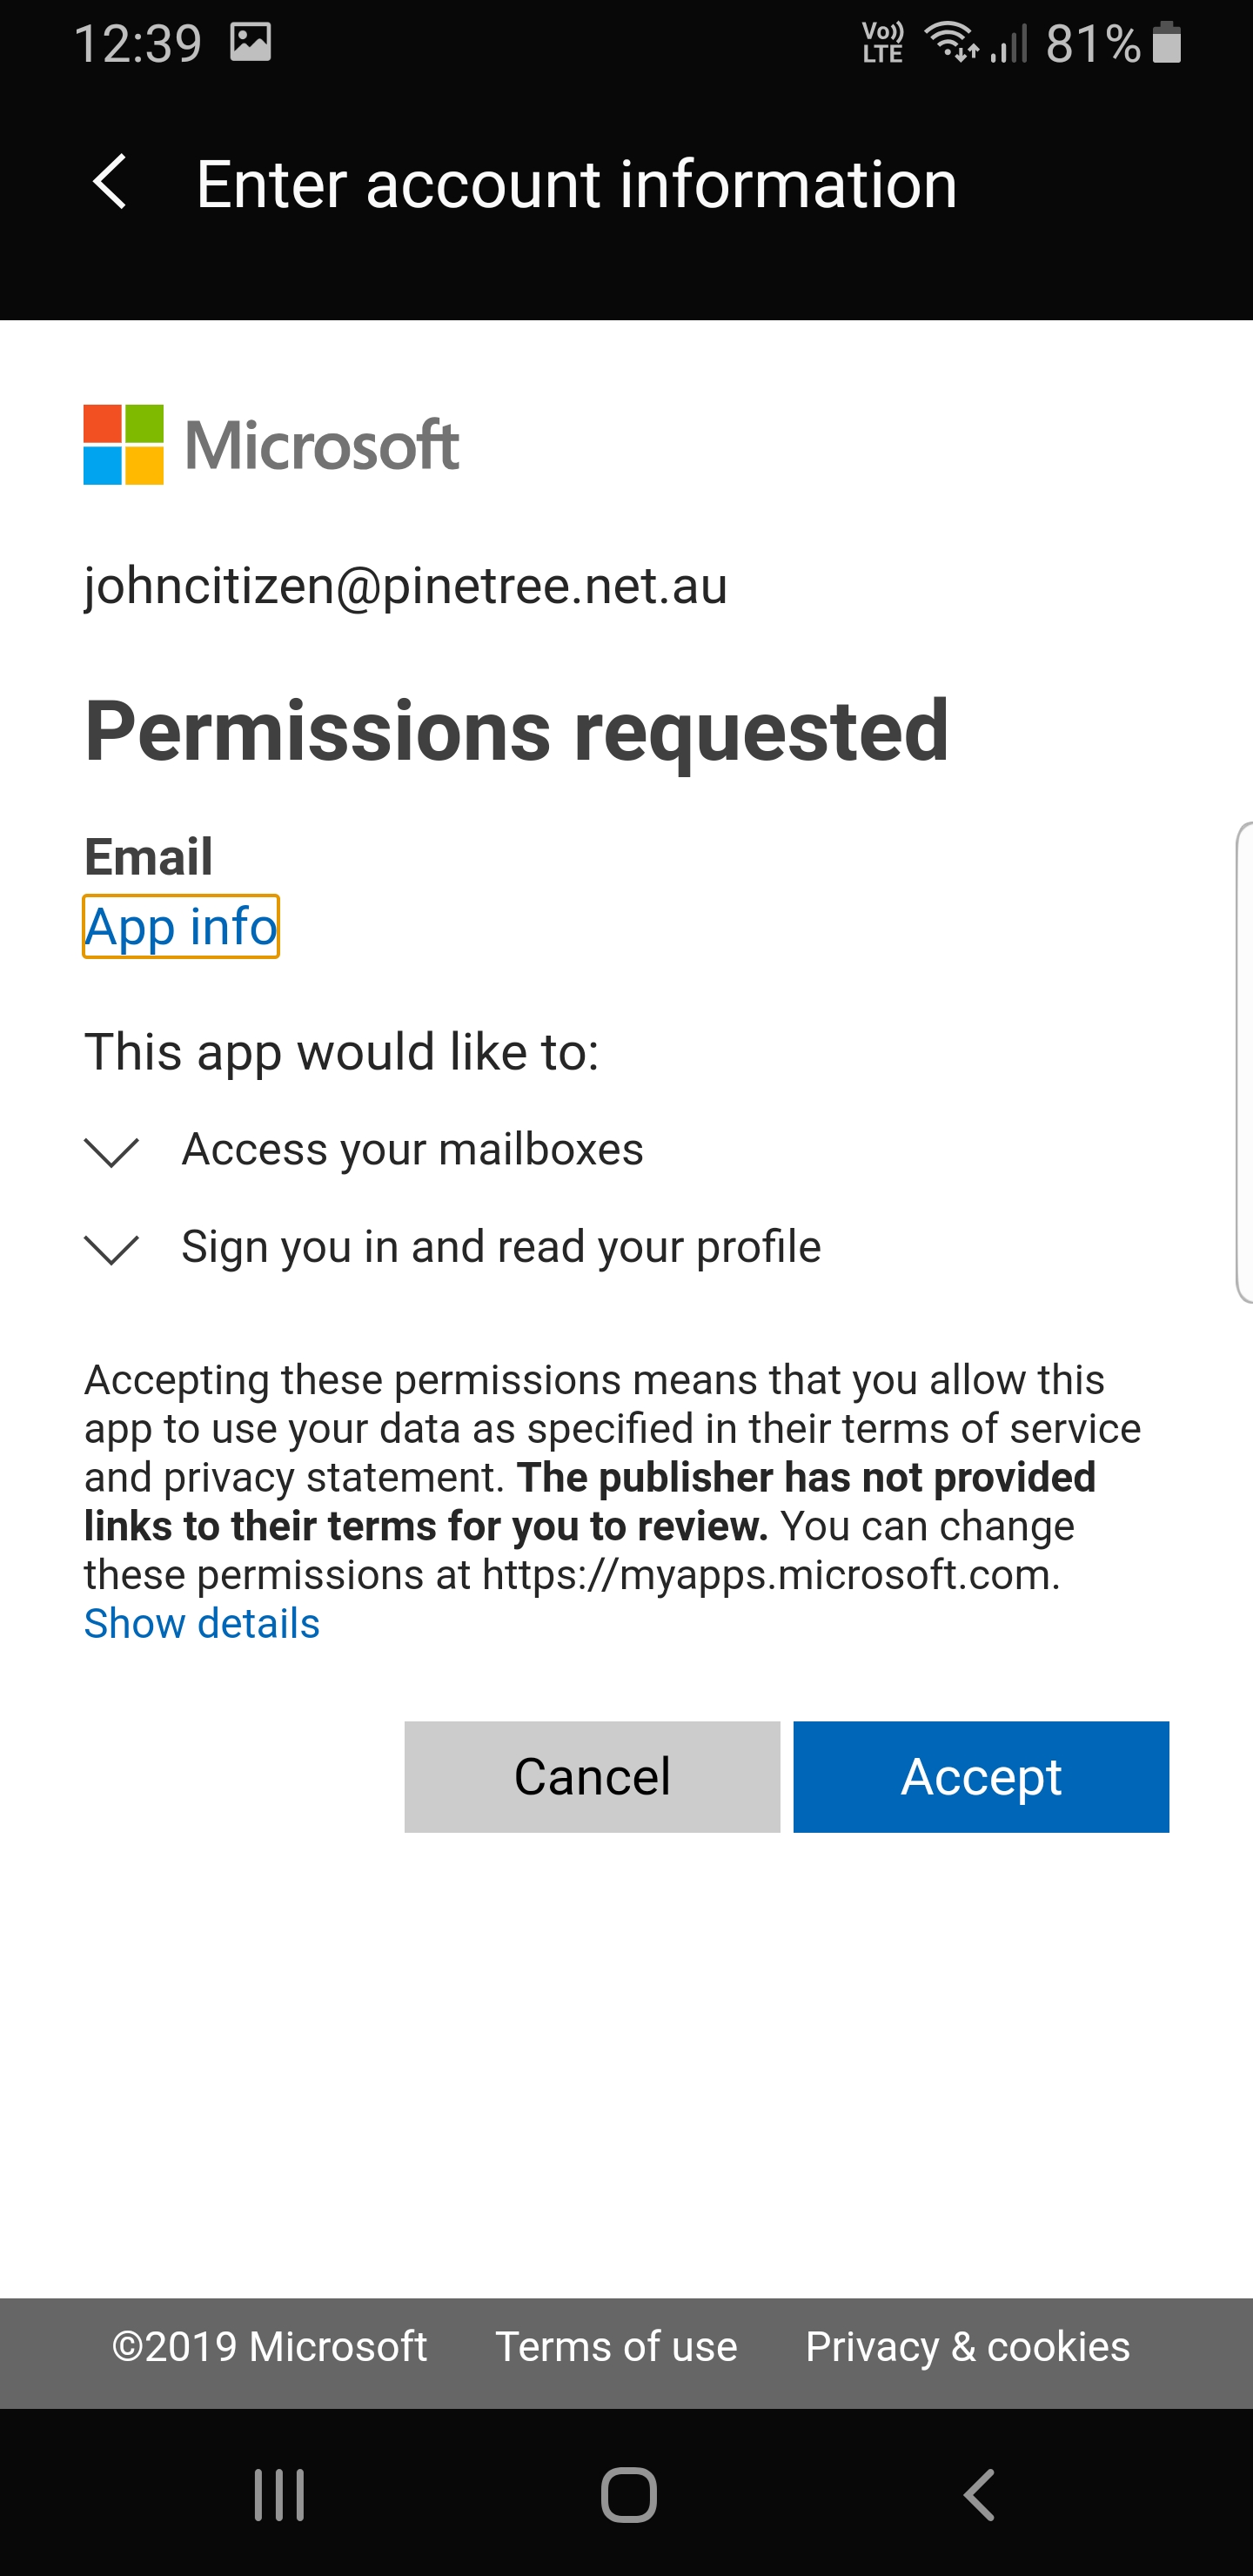 12:39 Vo)) LTE 81%
Enter account information
Microsoft
johncitizen@pinetree.net.au
Permissions requested
Email
App info
This app would like to:
Access your mailboxes
Sign you in and read your profile
Accepting these permissions means that you allow this
app to use your data as specified in their terms of service
and privacy statement. The publisher has not provided
links to their terms for you to review. You can change
these permissions at https://myapps.microsoft.com.
Show details
Cancel Accept
©2019 Microsoft Terms of use Privacy & cookies